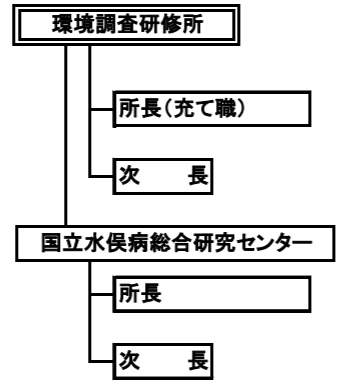 環境調査研修所
所長（充て職）
次　　長
国立水俣病総合研究センター
所長
次　　長